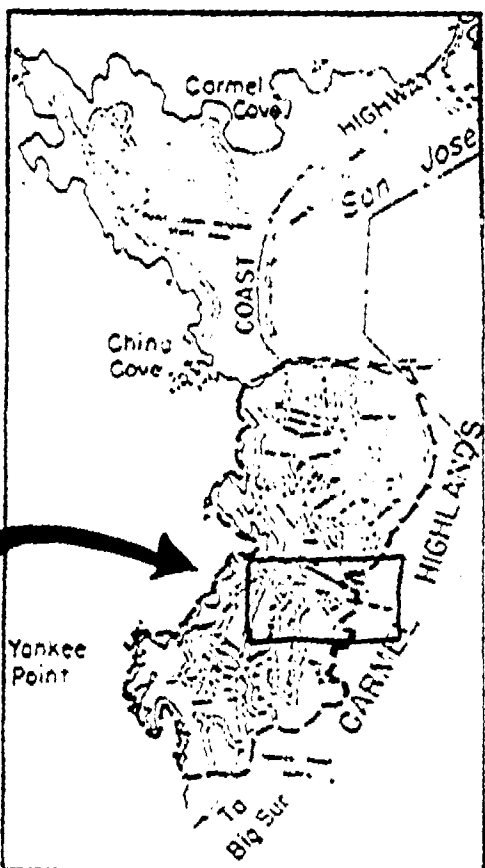 Carmel
Cove
HIGHWAY
San Jose
COAST
China
Cove
HIGHLANDS
CARMEL
Yankee
Point
To
Big Sur